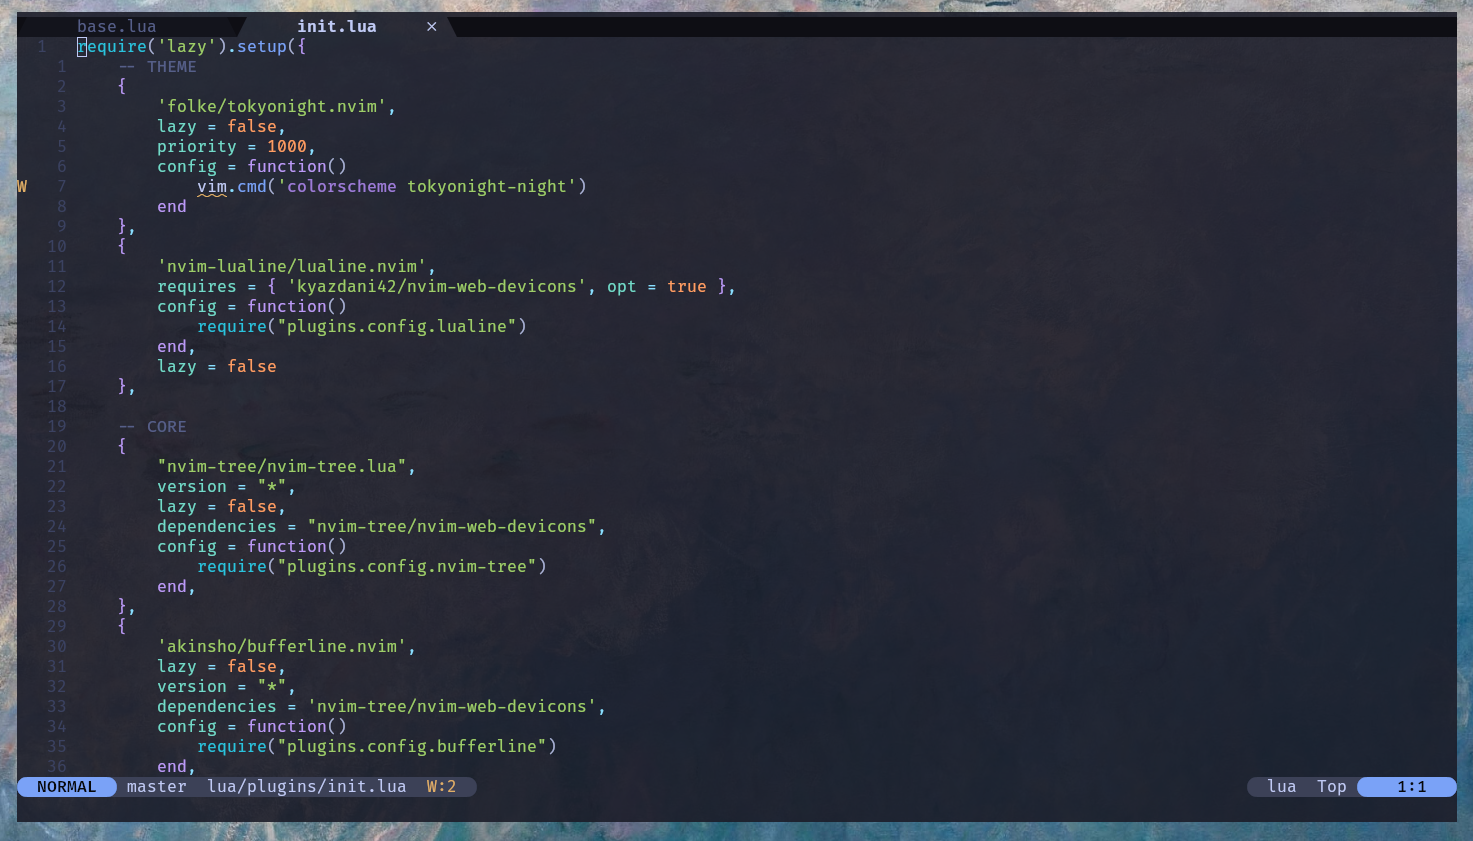 base.lua init.lua ×
1 require('lazy').setup({
1 -- THEME
2 {
3 'folke/tokyonight.nvim',
4 lazy = false,
5 priority = 1000,
6 config = function()
W 7 vim.cmd('colorscheme tokyonight-night')
8 end
9 },
10 {
11 'nvim-lualine/lualine.nvim',
12 requires = { 'kyazdani42/nvim-web-devicons', opt = true },
13 config = function()
14 require("plugins.config.lualine")
15 end,
16 lazy = false
17 },
18
19 -- CORE
20 {
21 "nvim-tree/nvim-tree.lua",
22 version = "*",
23 lazy = false,
24 dependencies = "nvim-tree/nvim-web-devicons",
25 config = function()
26 require("plugins.config.nvim-tree")
27 end,
28 },
29 {
30 'akinsho/bufferline.nvim',
31 lazy = false,
32 version = "*",
33 dependencies = 'nvim-tree/nvim-web-devicons',
34 config = function()
35 require("plugins.config.bufferline")
36 end,
NORMAL master lua/plugins/init.lua W:2 lua Top 1:1